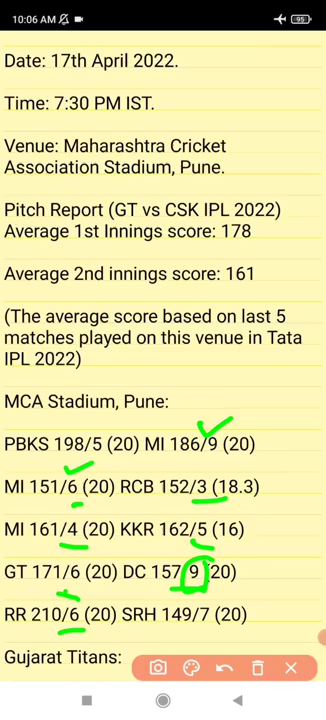 10:06 AM
95
Date: 17th April 2022.
Time: 7:30 PM IST.
Venue: Maharashtra Cricket
Association Stadium, Pune.
Pitch Report (GT vs CSK IPL 2022)
Average 1st Innings score: 178
Average 2nd innings score: 161
(The average score based on last 5
matches played on this venue in Tata
IPL 2022)
MCA Stadium, Pune:
PBKS 198/5 (20) MI 186/9 (20)
MI 151/6 (20) RCB 152/3 (18.3)
MI 161/4 (20) KKR 162/5 (16)
GT 171/6 (20) DC 157/9 (20)
RR 210/6 (20) SRH 149/7 (20)
Gujarat Titans: